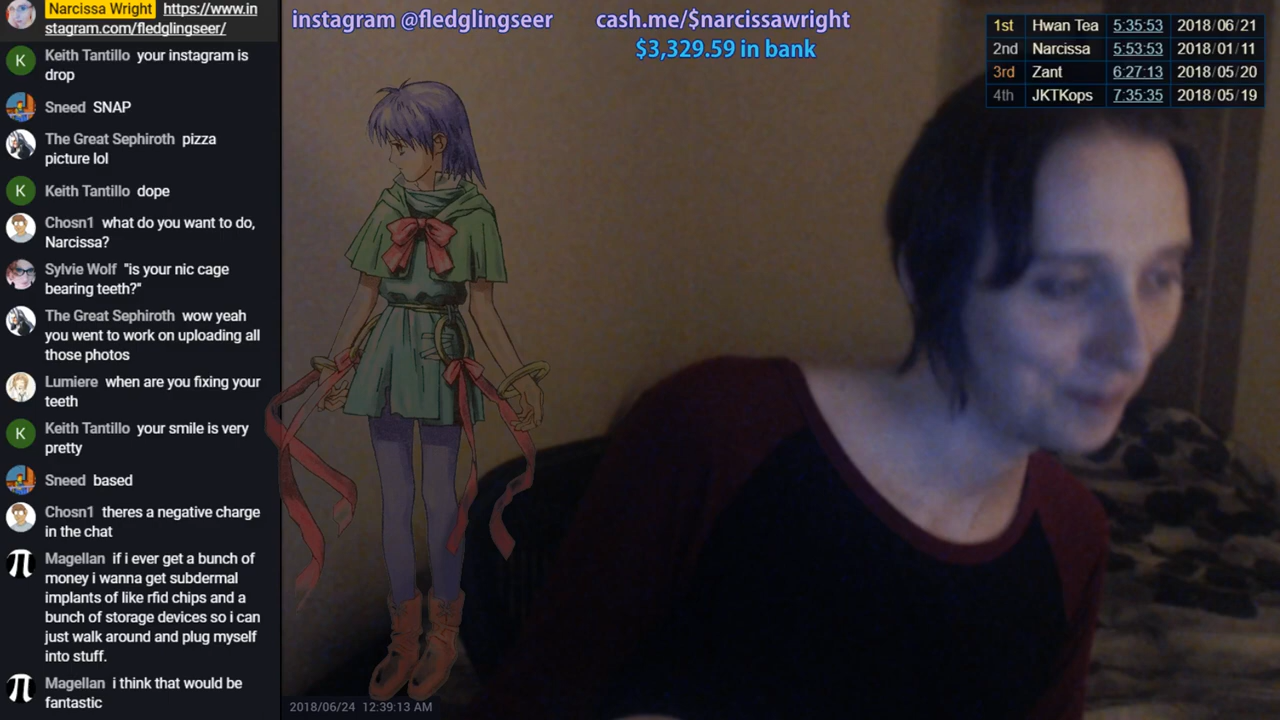 Narcissa Wright https://www.in
stagram.com/fledglingseer/
K Keith Tantillo your instagram is
drop
Sneed SNAP
The Great Sephiroth pizza
picture lol
K Keith Tantillo dope
Chosn1 what do you want to do,
Narcissa?
Sylvie Wolf "is your nic cage
bearing teeth?"
The Great Sephiroth wow yeah
you went to work on uploading all
those photos
Lumiere when are you fixing your
teeth
K Keith Tantillo your smile is very
pretty
Sneed based
Chosn1 theres a negative charge
in the chat
Magellan if i ever get a bunch of
money i wanna get subdermal
implants of like rfid chips and a
bunch of storage devices so i can
just walk around and plug myself
into stuff.
Magellan i think that would be
fantastic
instagram @fledglingseer cash.me/$narcissawright
$3,329.59 in bank
1st Hwan Tea 5:35:53 2018/06/21
2nd Narcissa 5:53:53 2018/01/11
3rd Zant 6:27:13 2018/05/20
4th JKTKops 7:35:35 2018/05/19
2018/06/24 12:39:13 AM